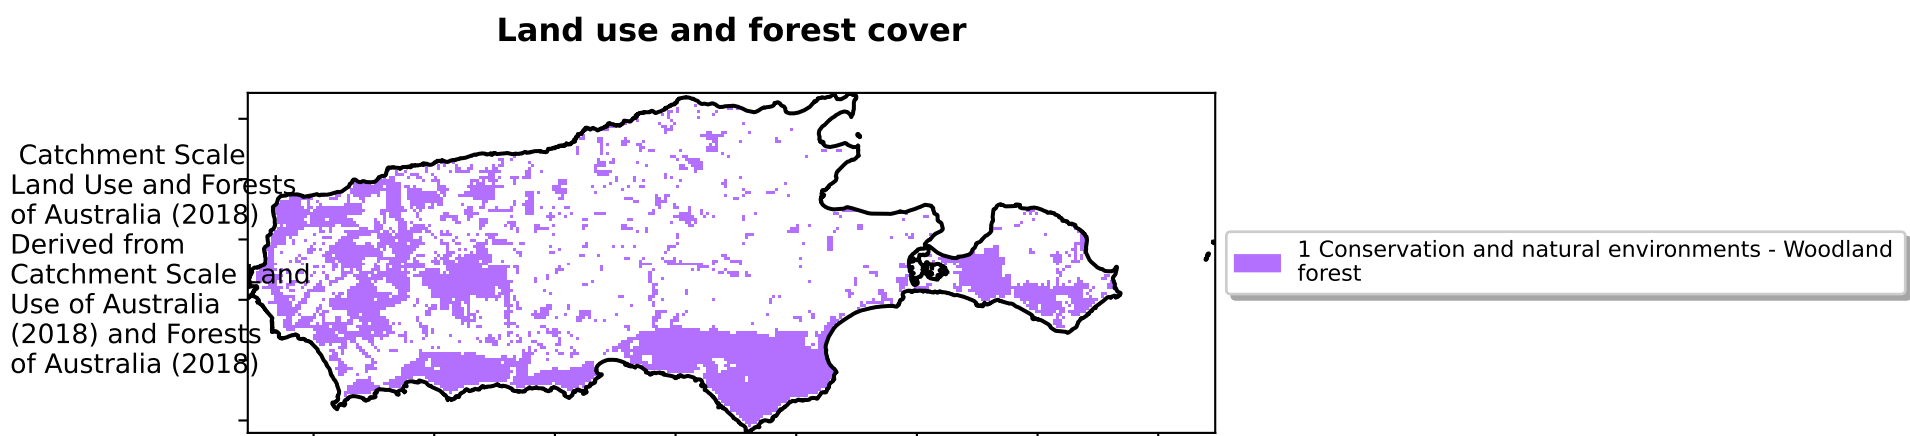 Land use and forest cover
Catchment Scale
Land Use and Forests
of Australia (2018)
Derived from
Catchment Scale Land
Use of Australia
(2018) and Forests
of Australia (2018)
1 Conservation and natural environments - Woodland
forest